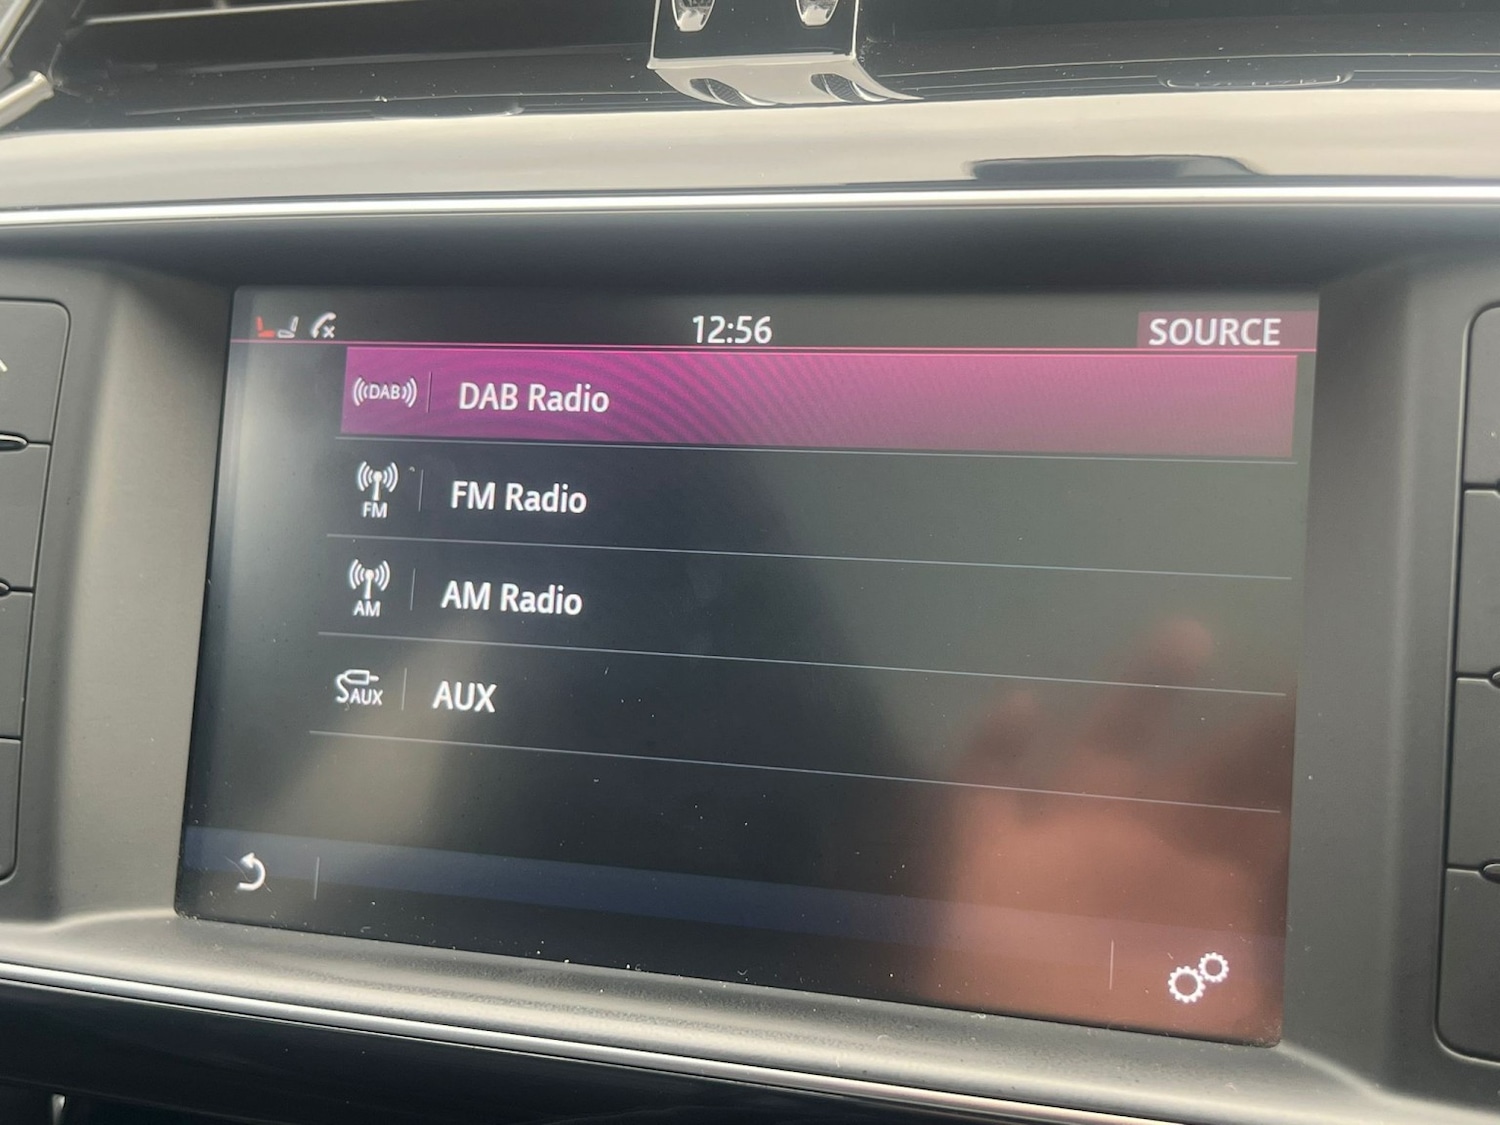 12:56
SOURCE
DAB
DAB Radio
FM
FM Radio
AM
AM Radio
AUX
AUX